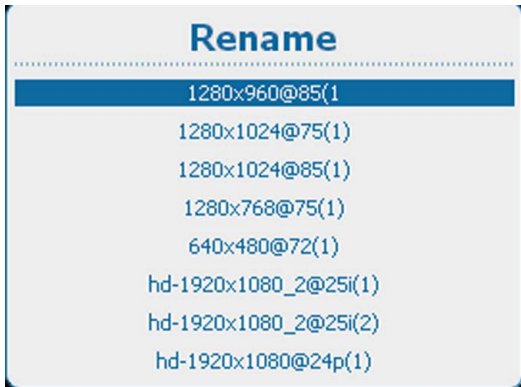 Rename
1280x960@85(1
1280x1024@75(1)
1280x1024@85(1)
1280x768@75(1)
640x480@72(1)
hd-1920x1080_2@25i(1)
hd-1920x1080_2@25i(2)
hd-1920x1080@24p(1)